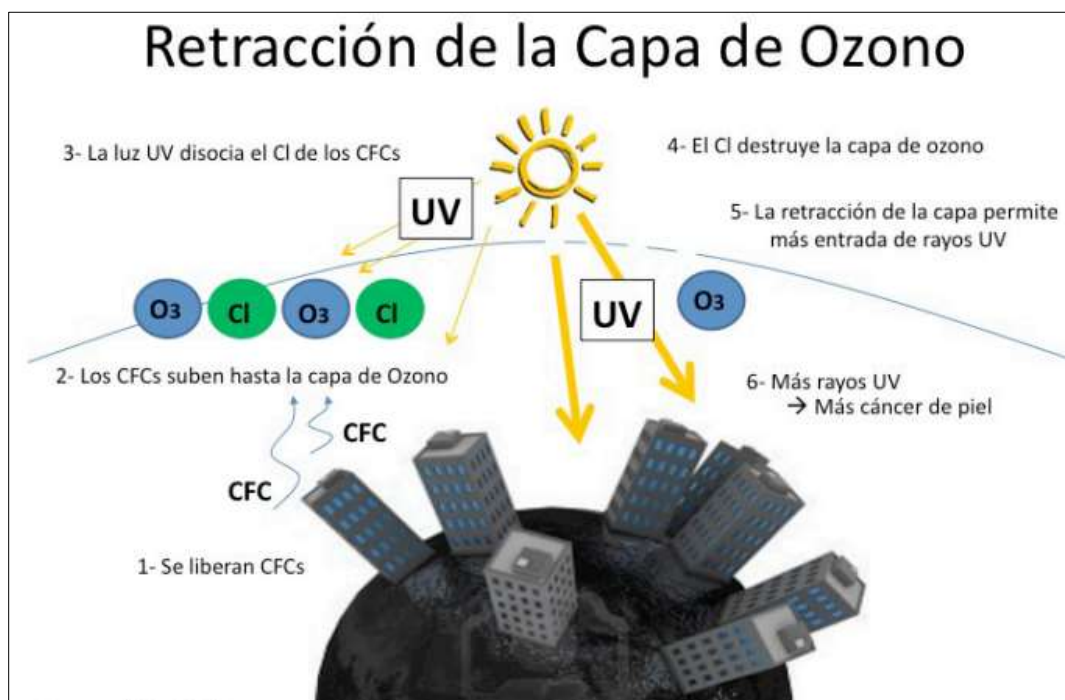 Retracción de la Capa de Ozono
3- La luz UV disocia el Cl de los CFCs
4- El Cl destruye la capa de ozono
UV
5- La retracción de la capa permite
más entrada de rayos UV
O3
Cl
O3
Cl
UV
O3
2- Los CFCs suben hasta la capa de Ozono
6- Más rayos UV
→ Más cáncer de piel
CFC
CFC
1- Se liberan CFCs